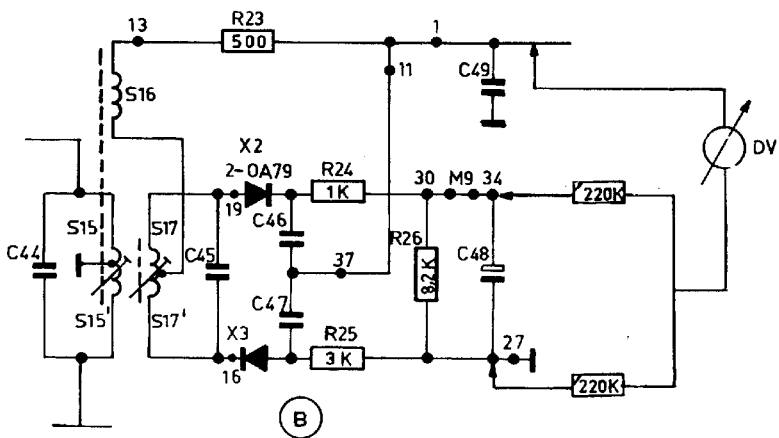 13
R23
500
1
11
C49
S16
DV
X2
2-OA79
R24
1K
30
M9
34
220K
19
C44
S15
S17
C45
C46
R26
8,2K
C48
37
C47
S15'
S17'
X3
R25
3K
27
16
220K
B